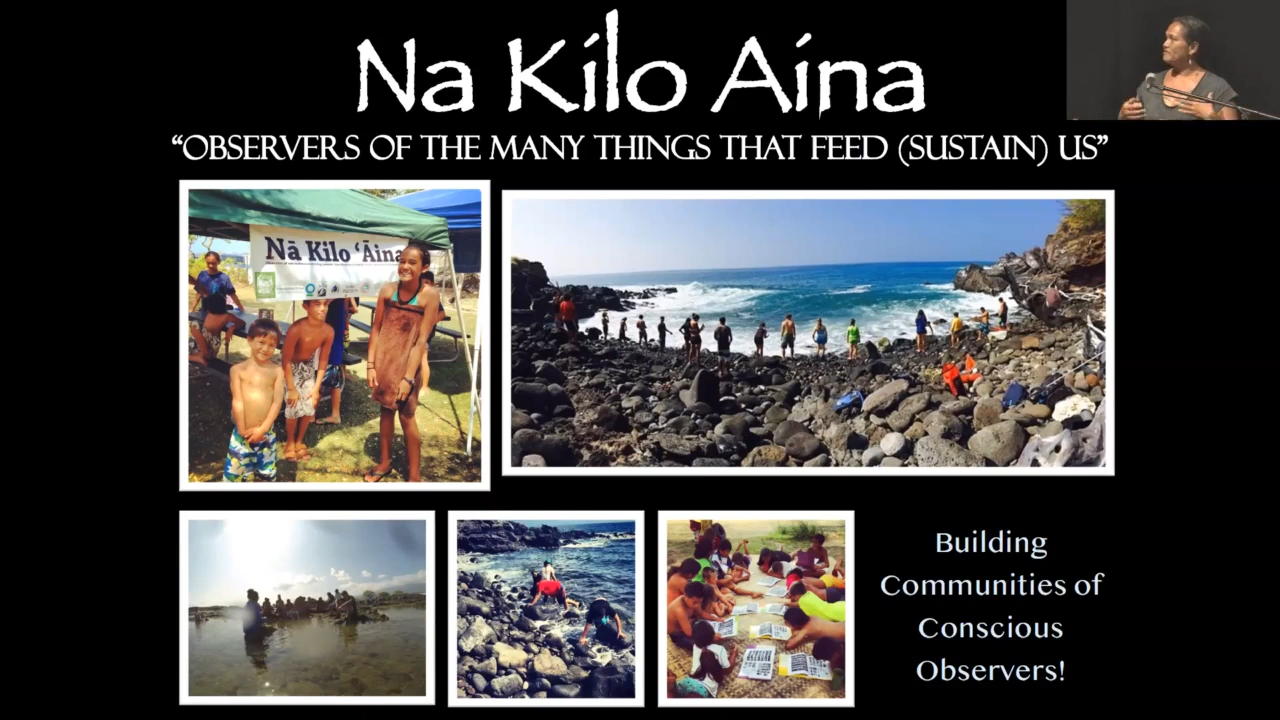 Na Kilo Aina
“OBSERVERS OF THE MANY THINGS THAT FEED (SUSTAIN) US”
Nā Kilo ʻĀina
Building
Communities of
Conscious
Observers!